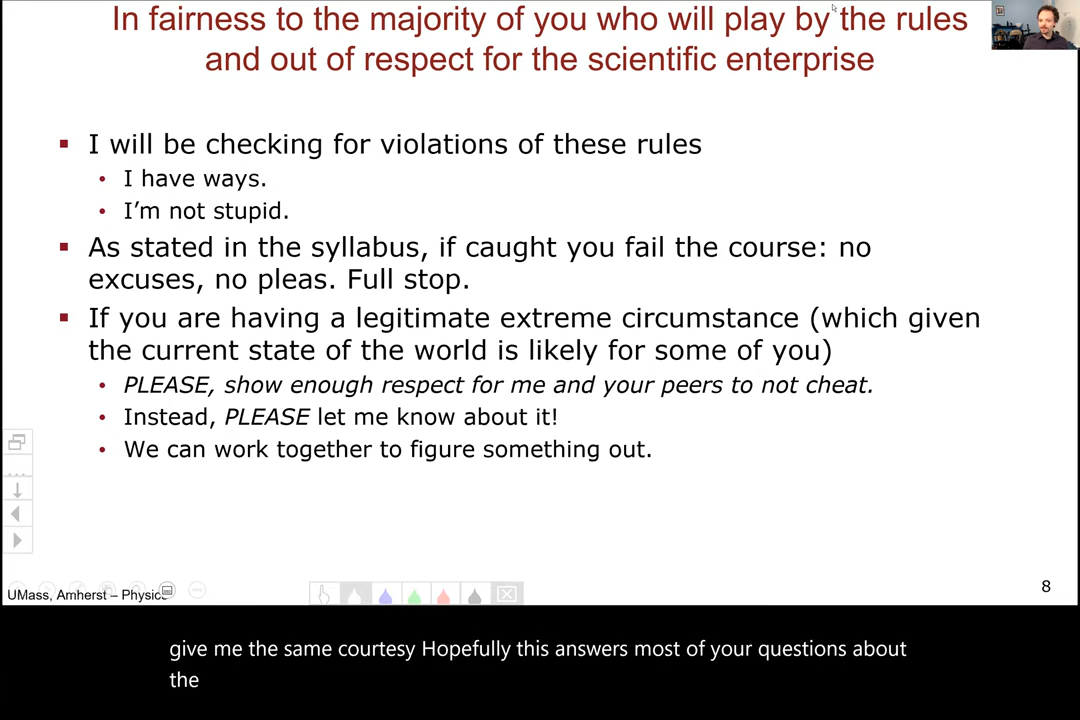 In fairness to the majority of you who will play by the rules
and out of respect for the scientific enterprise
I will be checking for violations of these rules
I have ways.
I'm not stupid.
As stated in the syllabus, if caught you fail the course: no
excuses, no pleas. Full stop.
If you are having a legitimate extreme circumstance (which given
the current state of the world is likely for some of you)
PLEASE, show enough respect for me and your peers to not cheat.
Instead, PLEASE let me know about it!
We can work together to figure something out.
UMass, Amherst – Physics
8
give me the same courtesy Hopefully this answers most of your questions about
the